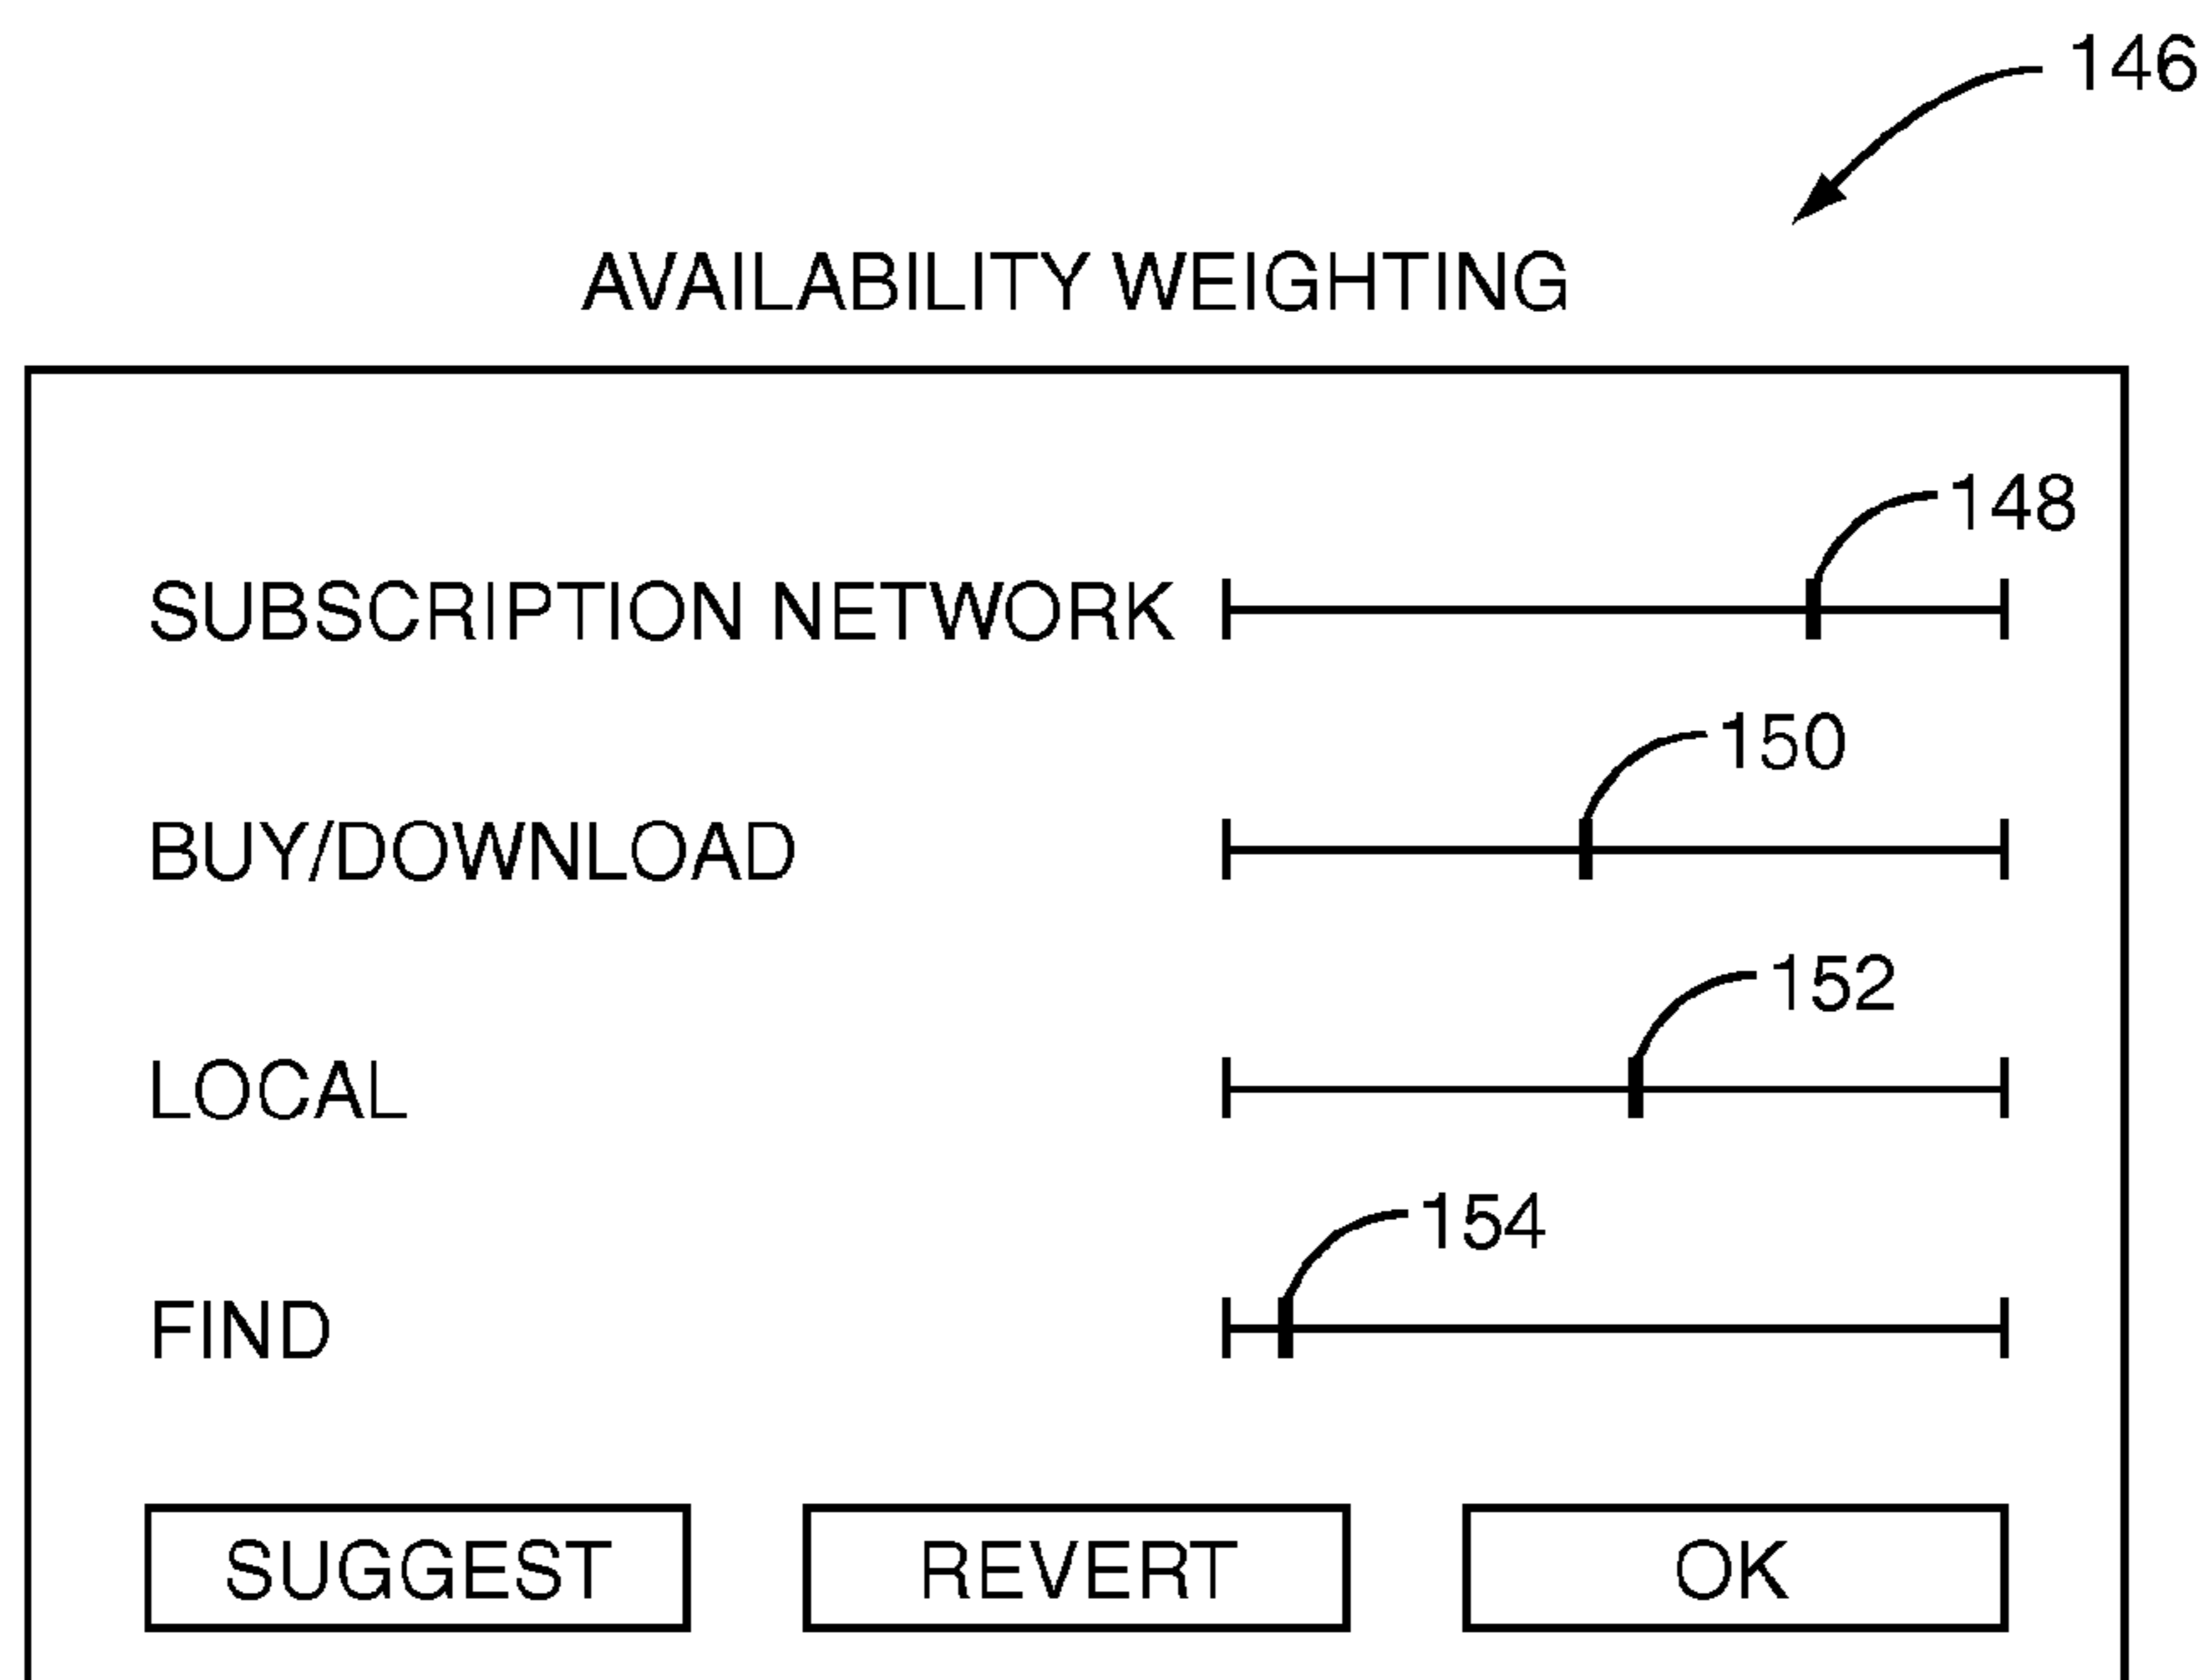 146
AVAILABILITY WEIGHTING
148
SUBSCRIPTION NETWORK
150
BUY/DOWNLOAD
152
LOCAL
154
FIND
SUGGEST REVERT OK